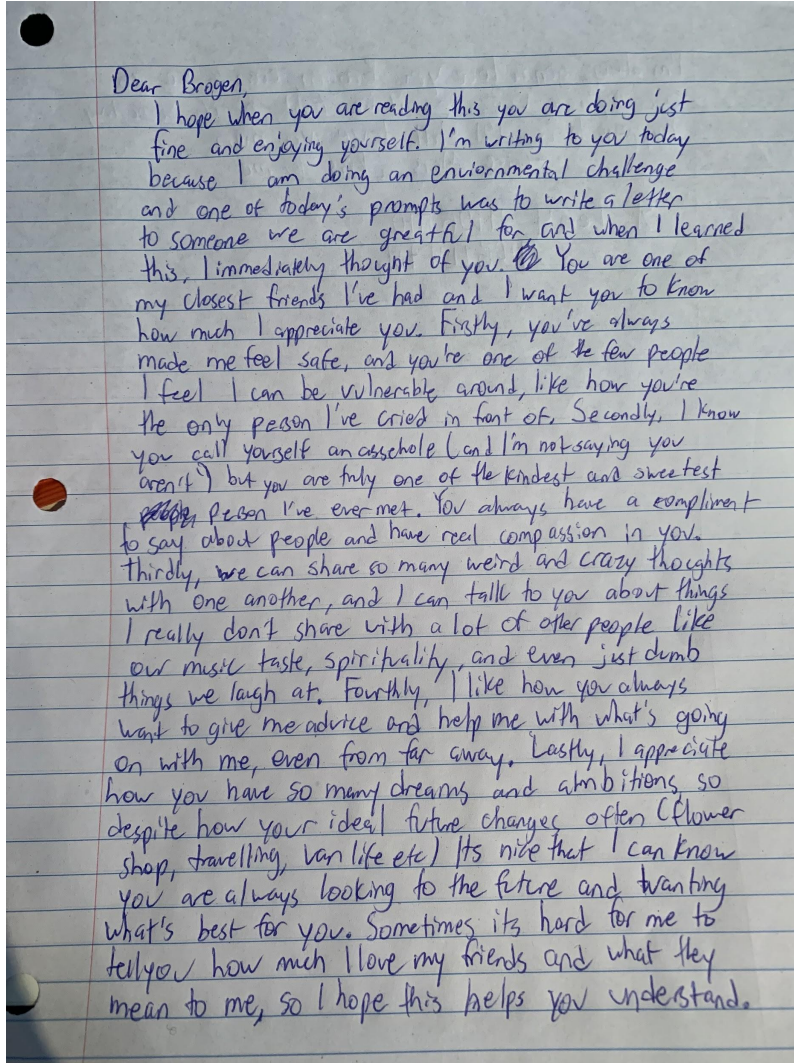 Dear Brogen,
I hope when you are reading this you are doing just
fine and enjoying yourself. I'm writing to you today
because I am doing an enviornmental challenge
and one of today's prompts was to write a letter
to someone we are greatful for and when I learned
this, I immediately thought of you. You are one of
my closest friends I've had and I want you to know
how much I appreciate you. Firstly, you've always
made me feel safe, and you're one of the few people
I feel I can be vulnerable around, like how you're
the only person I've cried in font of. Secondly, I know
you call yourself an asschole (and I'm not saying you
aren't) but you are truly one of the kindest and sweetest
person I've ever met. You always have a compliment
to say about people and have real compassion in you.
Thirdly, we can share so many weird and crazy thoughts
with one another, and I can talk to you about things
I really don't share with a lot of other people like
our music taste, spirituality, and even just dumb
things we laugh at. Fourthly, I like how you always
want to give me advice and help me with what's going
on with me, even from far away. Lastly, I appreciate
how you have so many dreams and ambitions, so
despite how your ideal future changes often (flower
shop, travelling, van life etc) Its nice that I can know
you are always looking to the future and wanting
what's best for you. Sometimes its hard for me to
tell you how much I love my friends and what they
mean to me, so I hope this helps you understand.